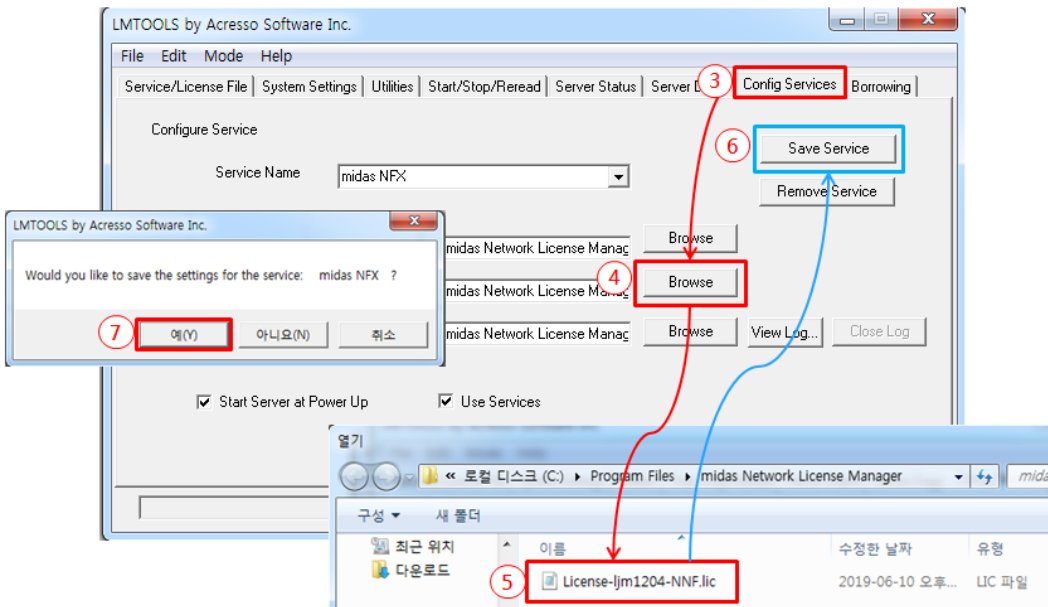 LMTOOLS by Acresso Software Inc.
File Edit Mode Help
Service/License File System Settings Utilities Start/Stop/Reread Server Status Server 3 Config Services Borrowing
Configure Service
6 Save Service
Service Name midas NFX
Remove Service
LMTOOLS by Acresso Software Inc.
Would you like to save the settings for the service: midas NFX ?
7 예(Y) 아니요(N) 취소
midas Network License Manag Browse
midas Network License Manag 4 Browse
midas Network License Manag Browse View Log... Close Log
Start Server at Power Up Use Services
열기
« 로컬 디스크 (C:) ▸ Program Files ▸ midas Network License Manager mida
구성 새 폴더
최근 위치 이름 수정한 날짜 유형
다운로드 5 License-ljm1204-NNF.lic 2019-06-10 오후... LIC 파일